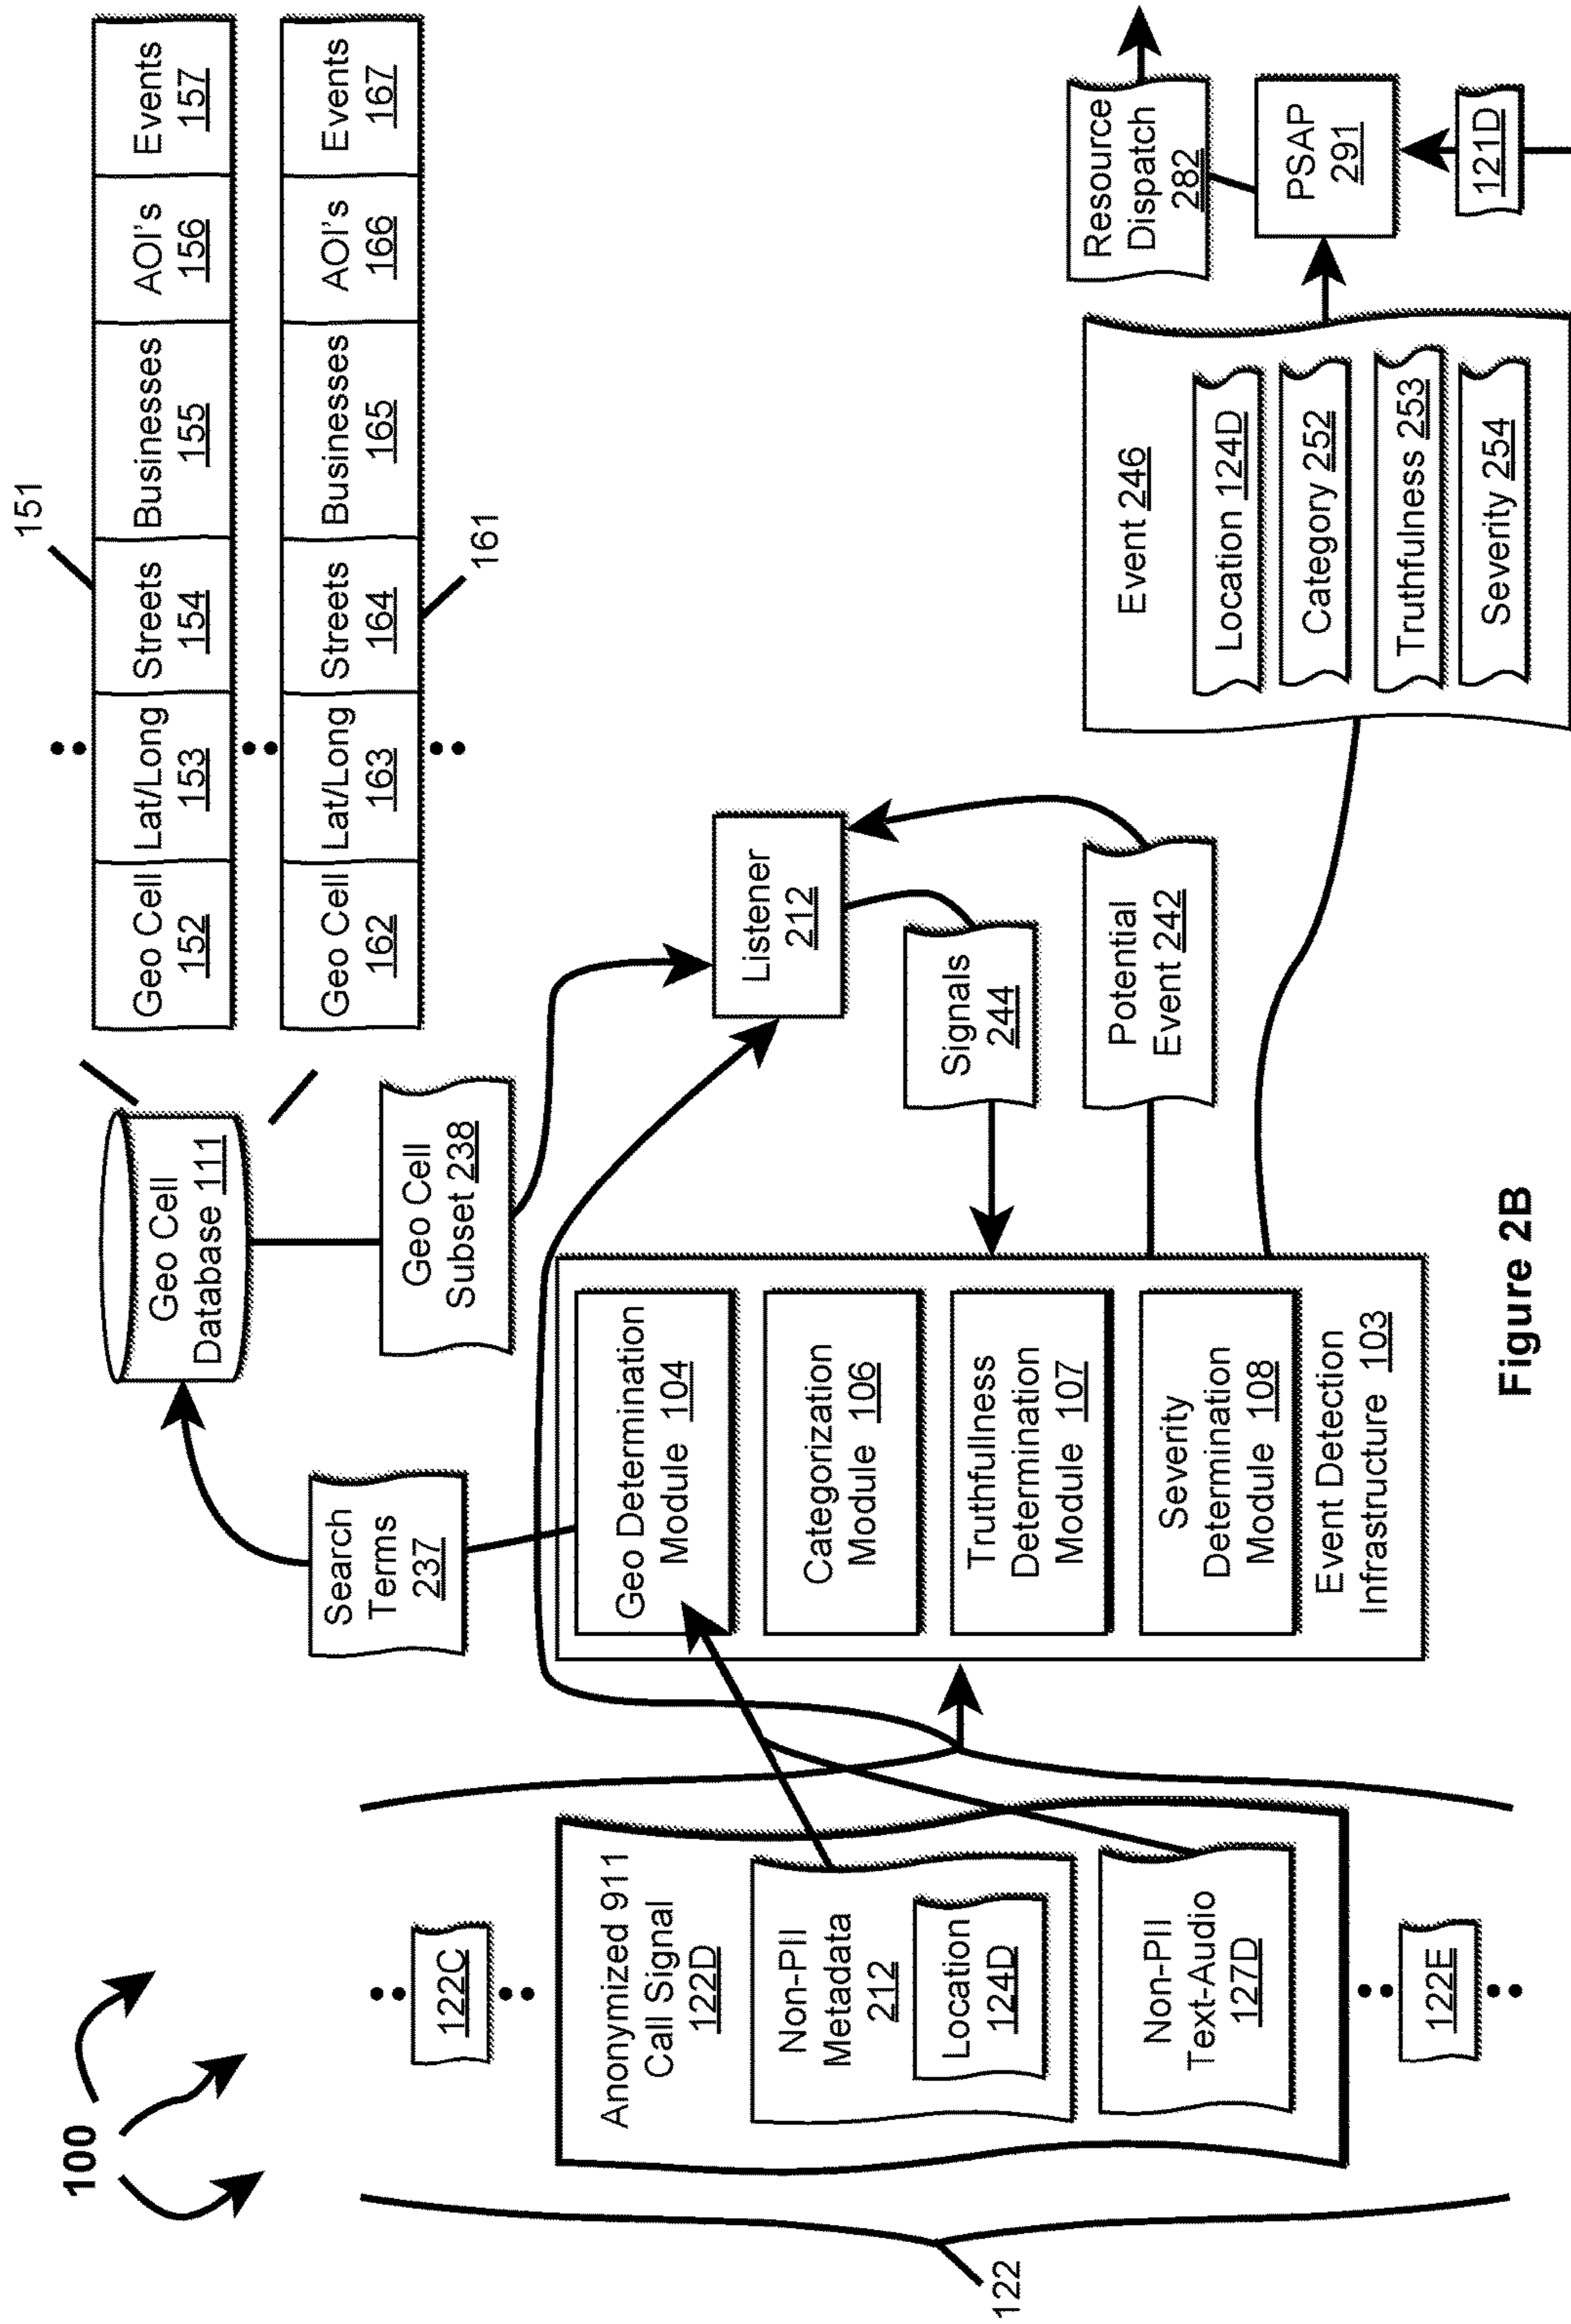 100
122
122C
Anonymized 911
Call Signal
122D
Non-PII
Metadata
212
Location
124D
Non-PII
Text-Audio
127D
122E
Search
Terms
237
Geo Cell
Database 111
Geo Cell
Subset 238
151
Geo Cell
152
Lat/Long
153
Streets
154
Businesses
155
AOI's
156
Events
157
Geo Cell
162
Lat/Long
163
Streets
164
Businesses
165
AOI's
166
Events
167
161
Geo Determination
Module 104
Categorization
Module 106
Truthfullness
Determination
Module 107
Severity
Determination
Module 108
Event Detection
Infrastructure 103
Listener
212
Signals
244
Potential
Event 242
Event 246
Location 124D
Category 252
Truthfulness 253
Severity 254
Resource
Dispatch
282
PSAP
291
121D
Figure 2B